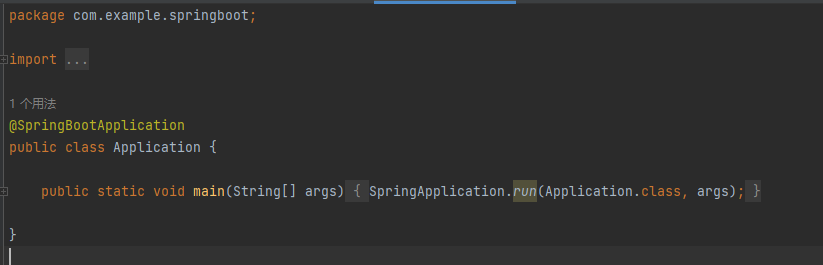 package com.example.springboot;
import ...
1 个用法
@SpringBootApplication
public class Application {
public static void main(String[] args) { SpringApplication.run(Application.class, args); }
}